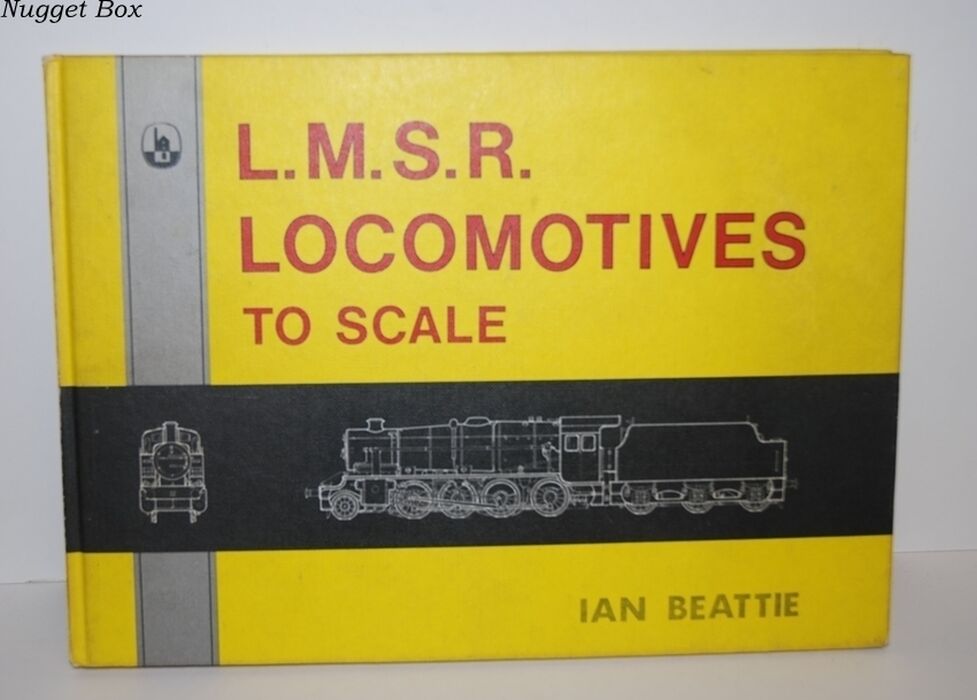 Nugget Box
L.M.S.R.
LOCOMOTIVES
TO SCALE
IAN BEATTIE